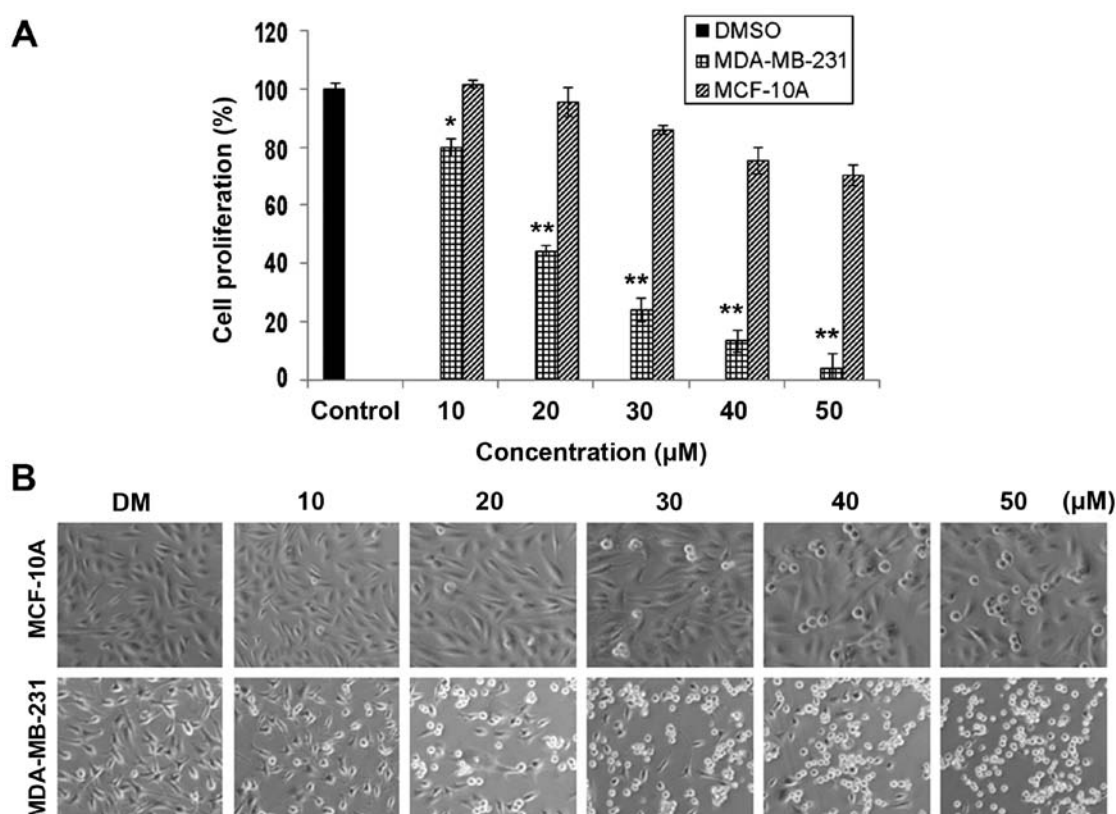 A
120
100
80
60
40
20
0
Cell proliferation (%)
DMSO
MDA-MB-231
MCF-10A
*
**
**
**
**
Control 10 20 30 40 50
Concentration (µM)
B
DM 10 20 30 40 50 (µM)
MCF-10A
MDA-MB-231